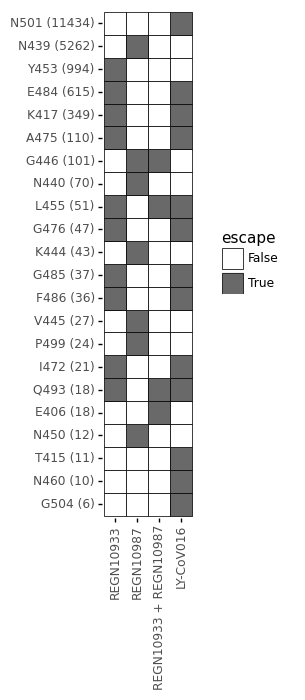 N501 (11434)
N439 (5262)
Y453 (994)
E484 (615)
K417 (349)
A475 (110)
G446 (101)
N440 (70)
L455 (51)
G476 (47)
K444 (43)
G485 (37)
F486 (36)
V445 (27)
P499 (24)
I472 (21)
Q493 (18)
E406 (18)
N450 (12)
T415 (11)
N460 (10)
G504 (6)
escape
False
True
REGN10933
REGN10987
REGN10933 + REGN10987
LY-CoV016